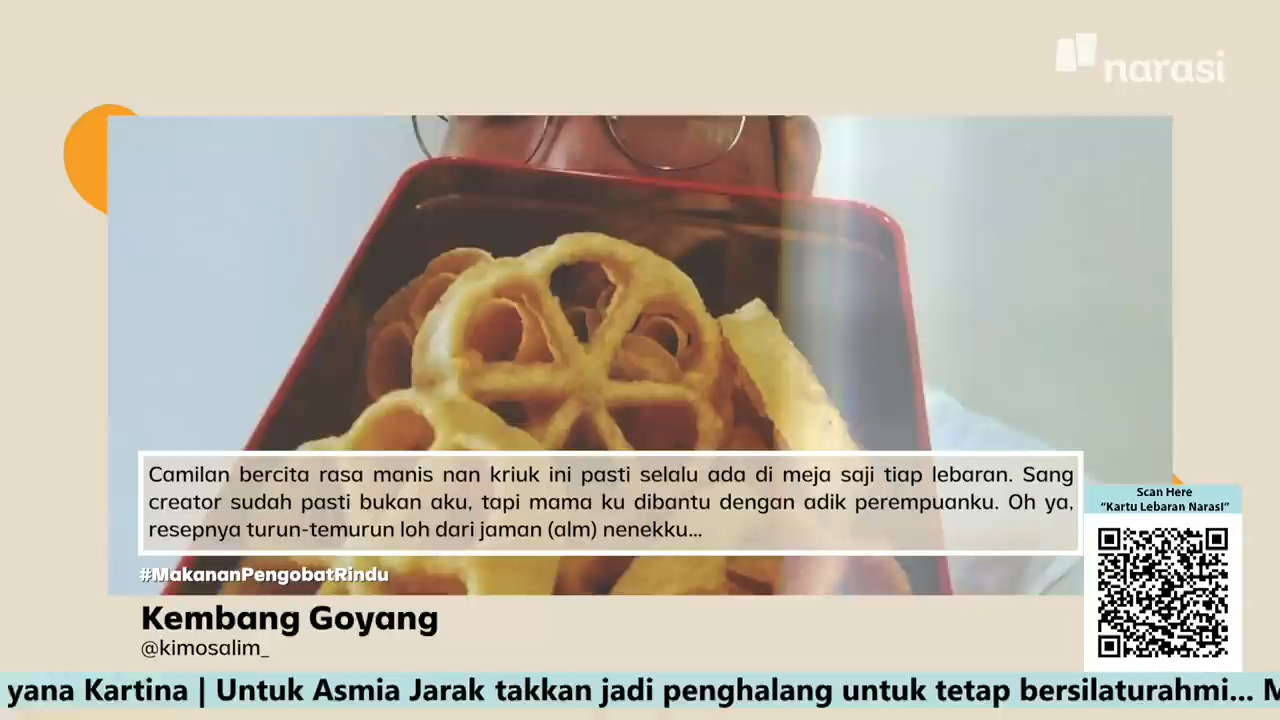 narasi
Camilan bercita rasa manis nan kriuk ini pasti selalu ada di meja saji tiap lebaran. Sang
creator sudah pasti bukan aku, tapi mama ku dibantu dengan adik perempuanku. Oh ya,
resepnya turun-temurun loh dari jaman (alm) nenekku...
#MakananPengobatRindu
Kembang Goyang
@kimosalim_
Scan Here
“Kartu Lebaran Narasi”
yana Kartina | Untuk Asmia Jarak takkan jadi penghalang untuk tetap bersilaturahmi... M